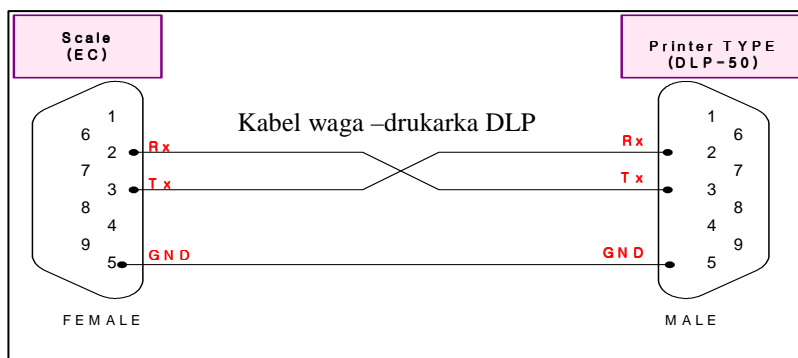 Scale
(EC)
Printer TYPE
(DLP-50)
Kabel waga –drukarka DLP
1
6
2
7
3
8
4
9
5
Rx
Tx
GND
Rx
Tx
GND
1
6
2
7
3
8
4
9
5
FEMALE
MALE